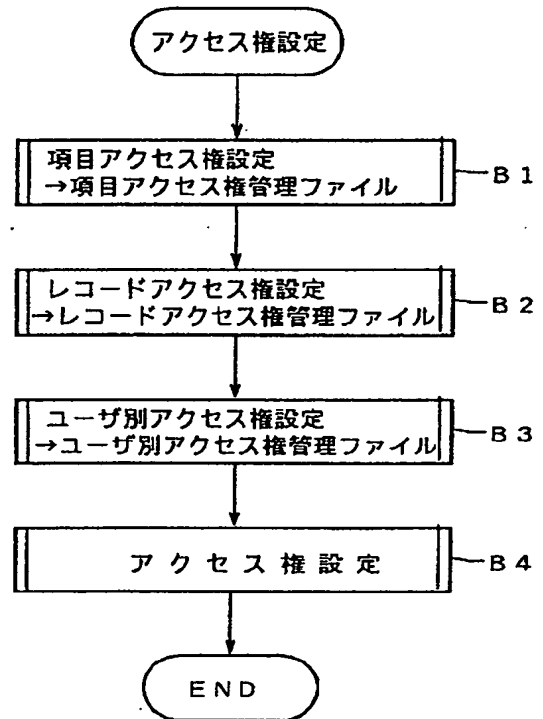 アクセス権設定
項目アクセス権設定
→項目アクセス権管理ファイル
B1
レコードアクセス権設定
→レコードアクセス権管理ファイル
B2
ユーザ別アクセス権設定
→ユーザ別アクセス権管理ファイル
B3
アクセス権設定
B4
END